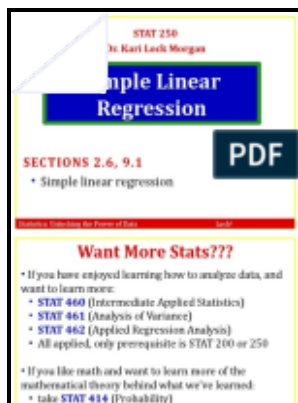 STAT 250
Dr. Kari Lock Morgan
mple Linear
Regression
SECTIONS 2.6, 9.1
PDF
• Simple linear regression
Statistics: Unlocking the Power of Data Lock5
Want More Stats???
• If you have enjoyed learning how to analyze data, and
want to learn more:
• STAT 460 (Intermediate Applied Statistics)
• STAT 461 (Analysis of Variance)
• STAT 462 (Applied Regression Analysis)
• All applied, only prerequisite is STAT 200 or 250
• If you like math and want to learn more of the
mathematical theory behind what we've learned:
• take STAT 414 (Probability)